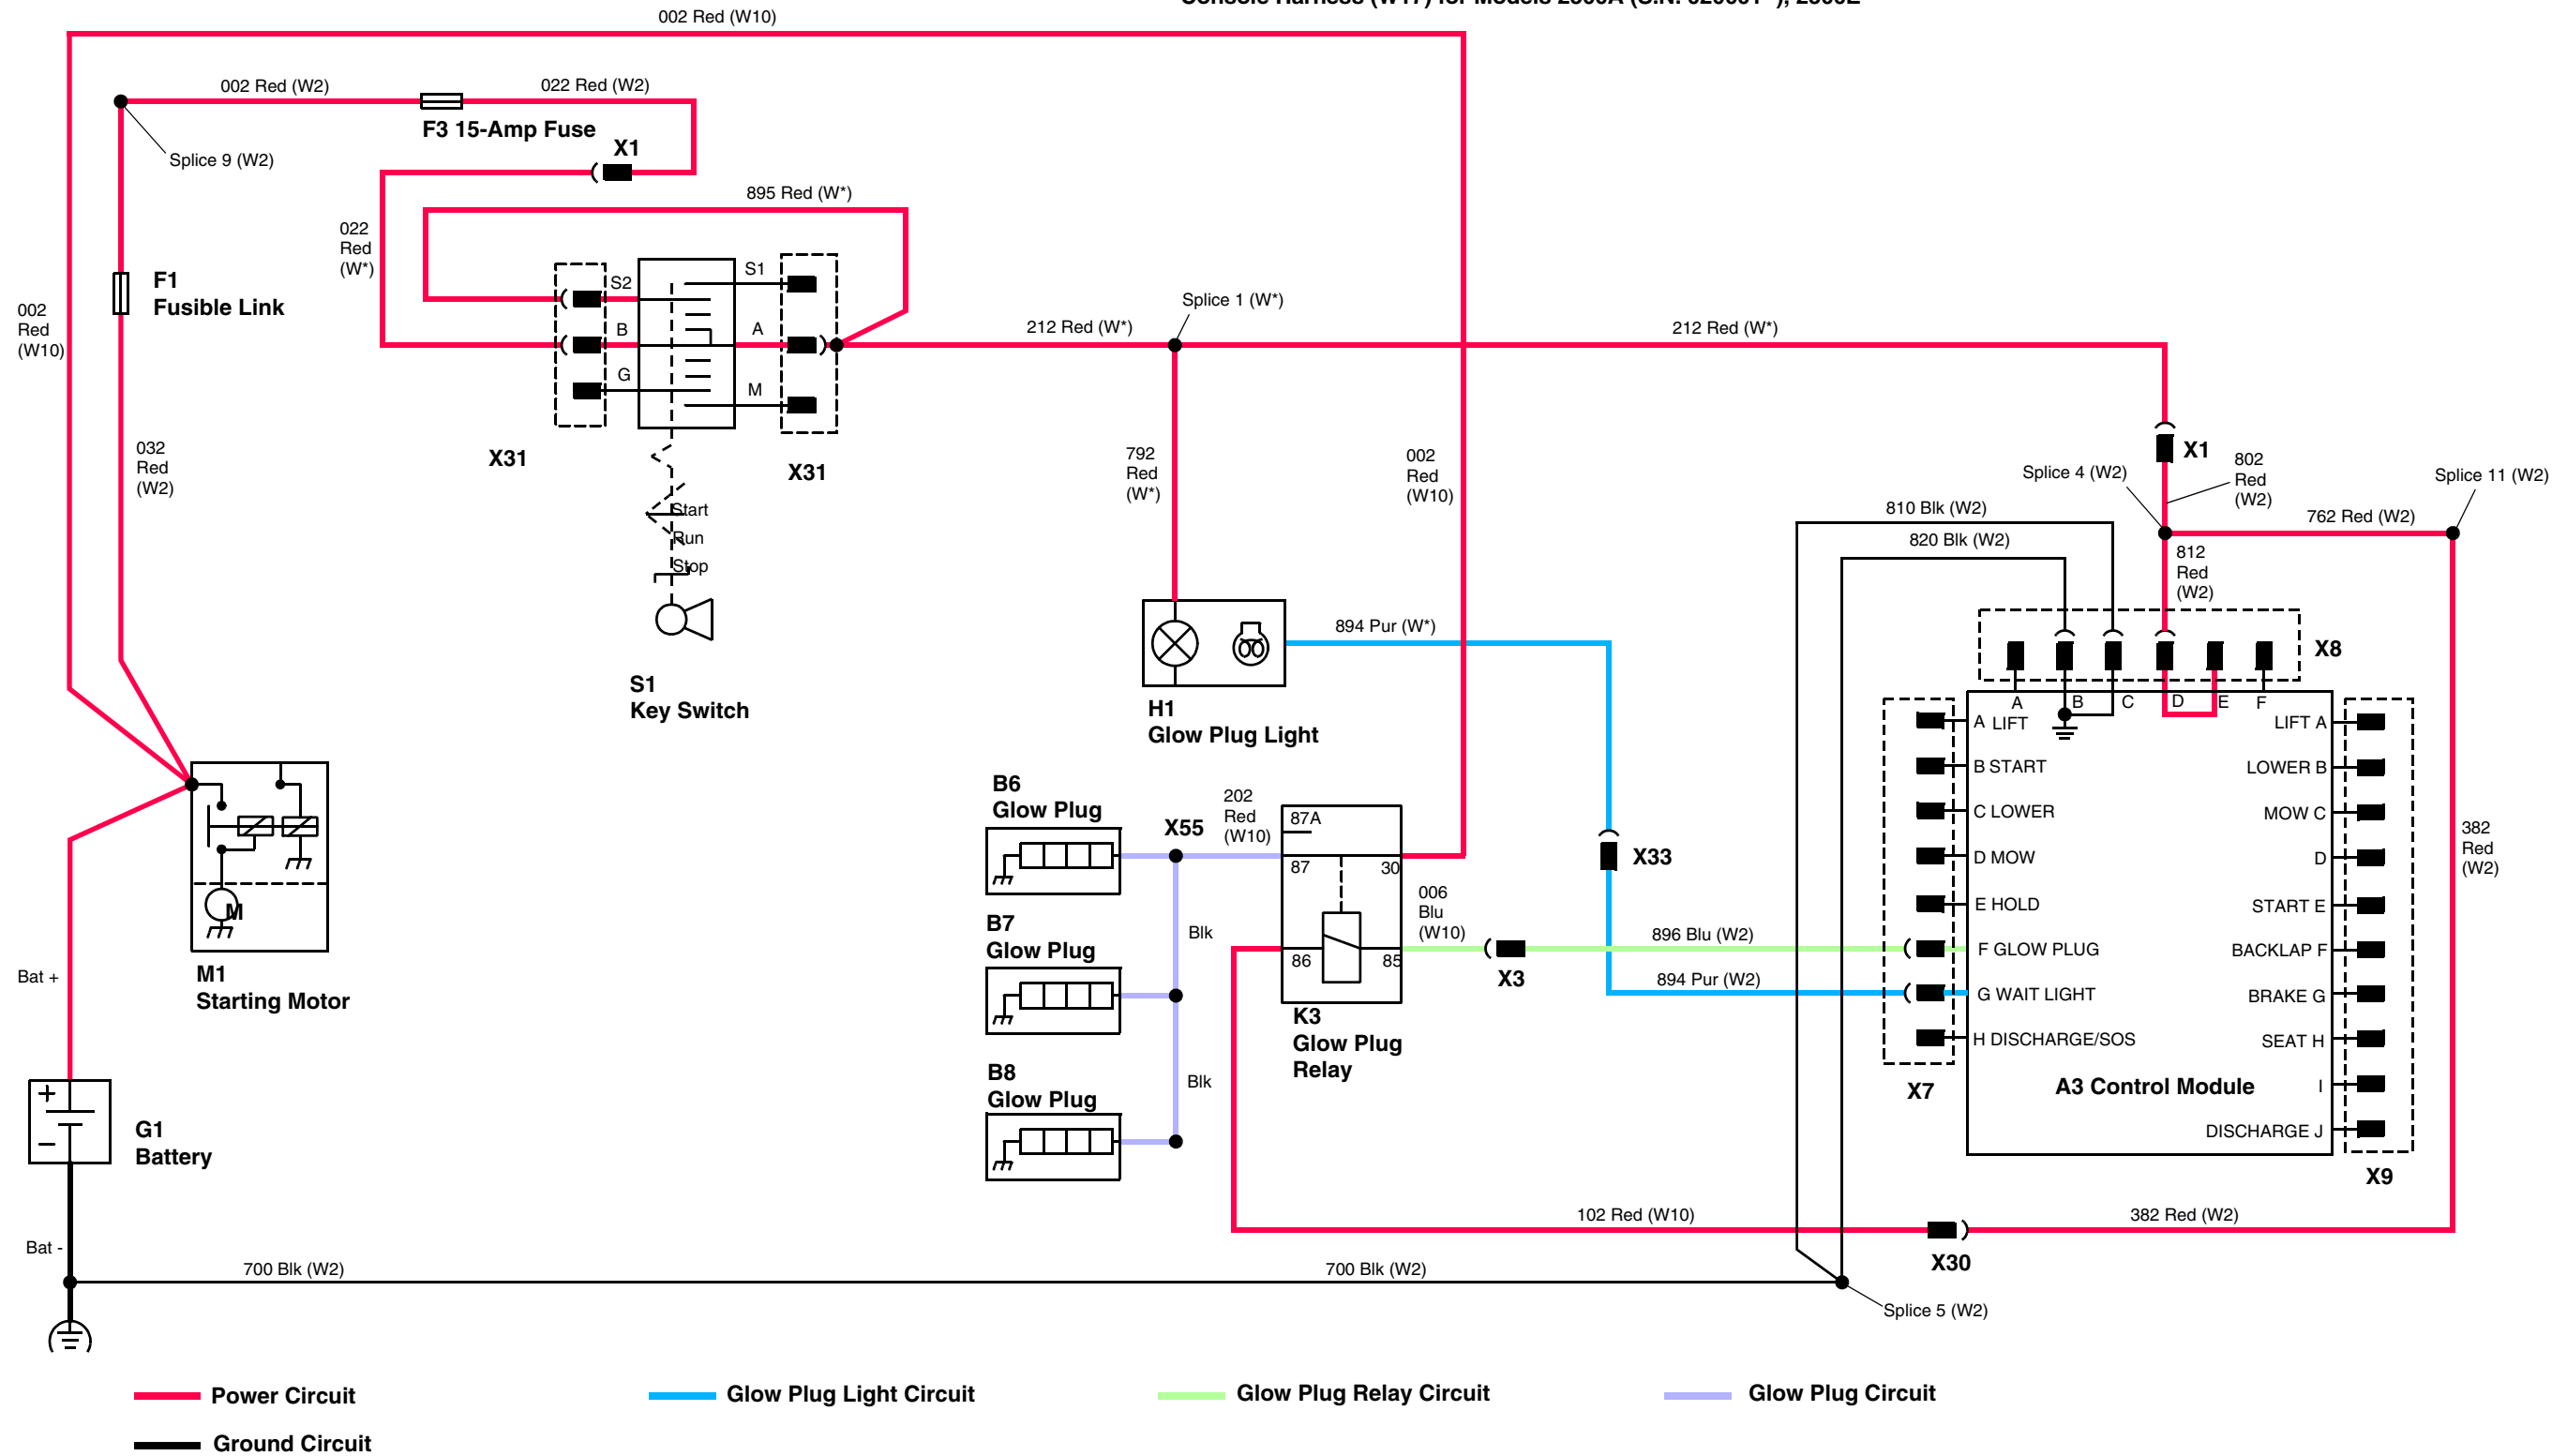 Console Harness (W17) for Models 2500A (S.N. 020001- ), 2500E
002 Red (W10)
002 Red (W2)
022 Red (W2)
F3 15-Amp Fuse
X1
Splice 9 (W2)
895 Red (W*)
022
Red
(W*)
F1
Fusible Link
002
Red
(W10)
S2
B
G
S1
A
M
Splice 1 (W*)
212 Red (W*)
212 Red (W*)
032
Red
(W2)
X31
X31
Start
Run
Stop
S1
Key Switch
792
Red
(W*)
002
Red
(W10)
X1
Splice 4 (W2)
802
Red
(W2)
Splice 11 (W2)
810 Blk (W2)
820 Blk (W2)
762 Red (W2)
812
Red
(W2)
894 Pur (W*)
X8
H1
Glow Plug Light
A
B
C
D
E
F
A LIFT
B START
C LOWER
D MOW
E HOLD
F GLOW PLUG
G WAIT LIGHT
H DISCHARGE/SOS
LIFT A
LOWER B
MOW C
D
START E
BACKLAP F
BRAKE G
SEAT H
I
DISCHARGE J
A3 Control Module
X7
X9
382
Red
(W2)
B6
Glow Plug
X55
202
Red
(W10)
87A
87
30
86
85
B7
Glow Plug
Blk
B8
Glow Plug
Blk
006
Blu
(W10)
X3
X33
896 Blu (W2)
894 Pur (W2)
K3
Glow Plug
Relay
M
M1
Starting Motor
Bat +
+
−
G1
Battery
Bat -
700 Blk (W2)
700 Blk (W2)
102 Red (W10)
X30
382 Red (W2)
Splice 5 (W2)
Power Circuit
Glow Plug Light Circuit
Glow Plug Relay Circuit
Glow Plug Circuit
Ground Circuit